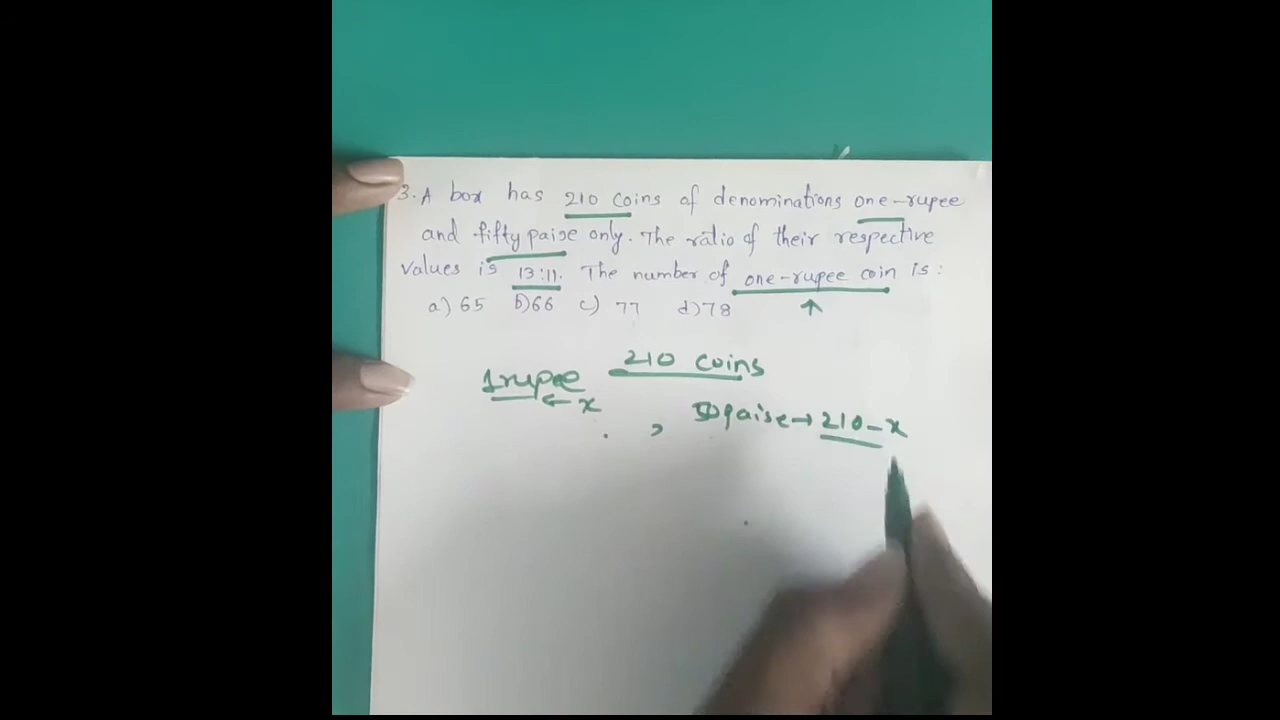 3. A box has 210 coins of denominations one-rupee
and fifty paise only. The ratio of their respective
values is 13:11. The number of one-rupee coin is:
a) 65 b) 66 c) 77 d) 78
210 coins
1 rupee ← x
, 50 paise → 210 - x